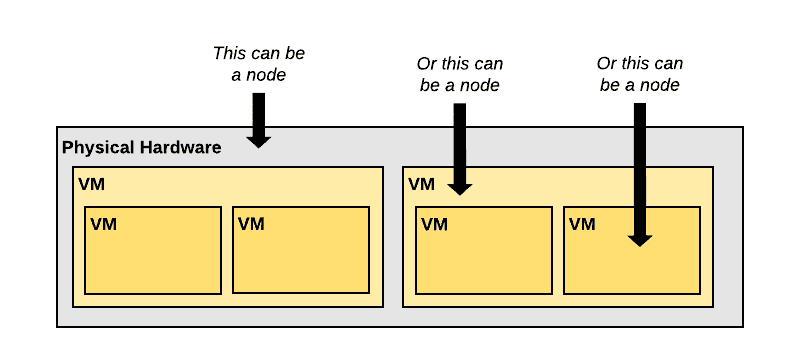 This can be
a node
Or this can
be a node
Or this can
be a node
Physical Hardware
VM
VM
VM
VM
VM
VM